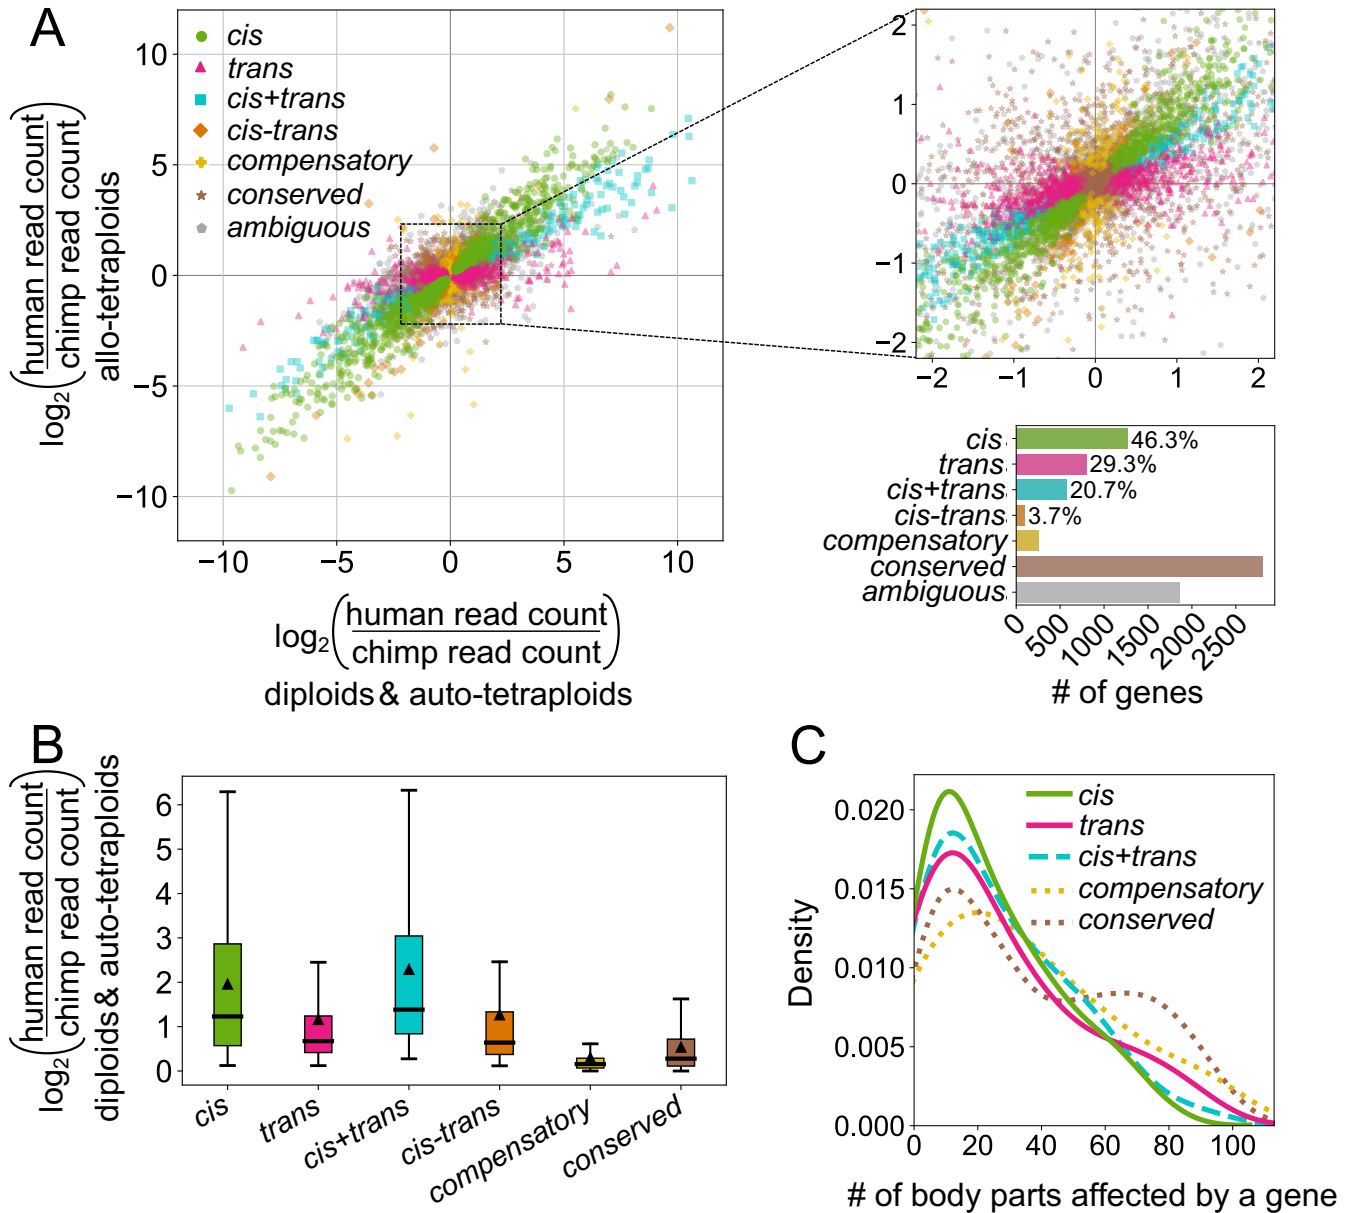 A
cis
trans
cis+trans
cis-trans
compensatory
conserved
ambiguous
log2(human read count
chimp read count)
allo-tetraploids
10
5
0
−5
−10
−10
−5
0
5
10
log2(human read count
chimp read count)
diploids & auto-tetraploids
2
1
0
−1
−2
−2
−1
0
1
2
cis 46.3%
trans 29.3%
cis+trans 20.7%
cis-trans 3.7%
compensatory
conserved
ambiguous
0
500
1000
1500
2000
2500
# of genes
B
log2(human read count
chimp read count)
diploids & auto-tetraploids
6
5
4
3
2
1
0
cis
trans
cis+trans
cis-trans
compensatory
conserved
C
Density
0.020
0.015
0.010
0.005
0.000
cis
trans
cis+trans
compensatory
conserved
0
20
40
60
80
100
# of body parts affected by a gene